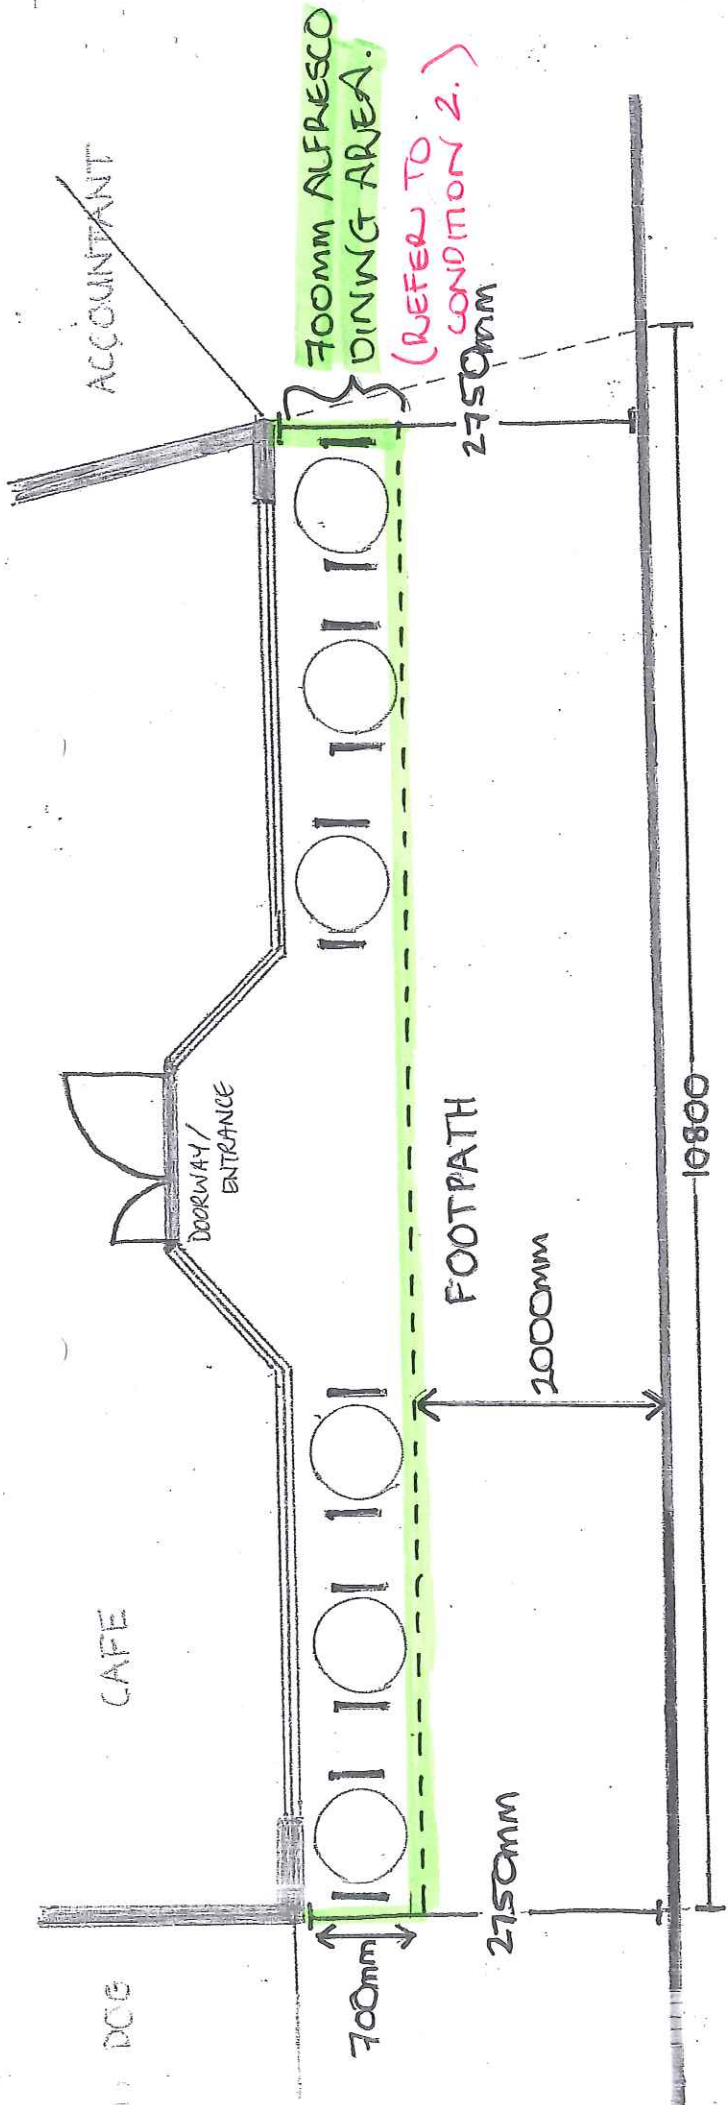 ACCOUNTANT
700MM ALFRESCO
DINING AREA.
(REFER TO
CONDITION 2.)
2750mm
DOORWAY/
ENTRANCE
CAFE
FOOTPATH
2000mm
10800
DOG
700mm
2750mm